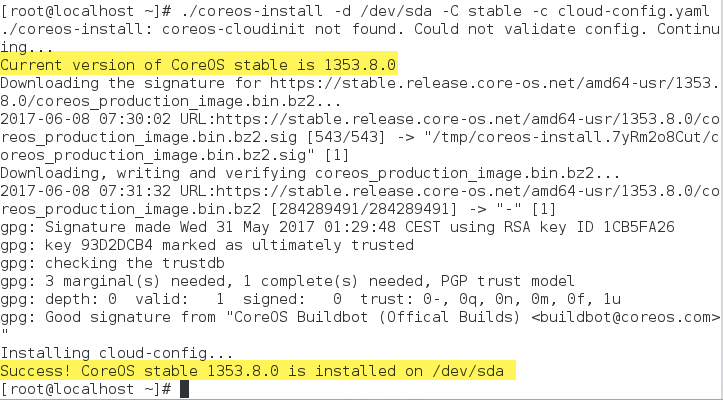 [root@localhost ~]# ./coreos-install -d /dev/sda -C stable -c cloud-config.yaml
./coreos-install: coreos-cloudinit not found. Could not validate config. Continu
ing...
Current version of CoreOS stable is 1353.8.0
Downloading the signature for https://stable.release.core-os.net/amd64-usr/1353.
8.0/coreos_production_image.bin.bz2...
2017-06-08 07:30:02 URL:https://stable.release.core-os.net/amd64-usr/1353.8.0/co
reos_production_image.bin.bz2.sig [543/543] -> "/tmp/coreos-install.7yRm2o8Cut/c
oreos_production_image.bin.bz2.sig" [1]
Downloading, writing and verifying coreos_production_image.bin.bz2...
2017-06-08 07:31:32 URL:https://stable.release.core-os.net/amd64-usr/1353.8.0/co
reos_production_image.bin.bz2 [284289491/284289491] -> "-" [1]
gpg: Signature made Wed 31 May 2017 01:29:48 CEST using RSA key ID 1CB5FA26
gpg: key 93D2DCB4 marked as ultimately trusted
gpg: checking the trustdb
gpg: 3 marginal(s) needed, 1 complete(s) needed, PGP trust model
gpg: depth: 0  valid:   1  signed:   0  trust: 0-, 0q, 0n, 0m, 0f, 1u
gpg: Good signature from "CoreOS Buildbot (Offical Builds) <buildbot@coreos.com>
"
Installing cloud-config...
Success! CoreOS stable 1353.8.0 is installed on /dev/sda
[root@localhost ~]#